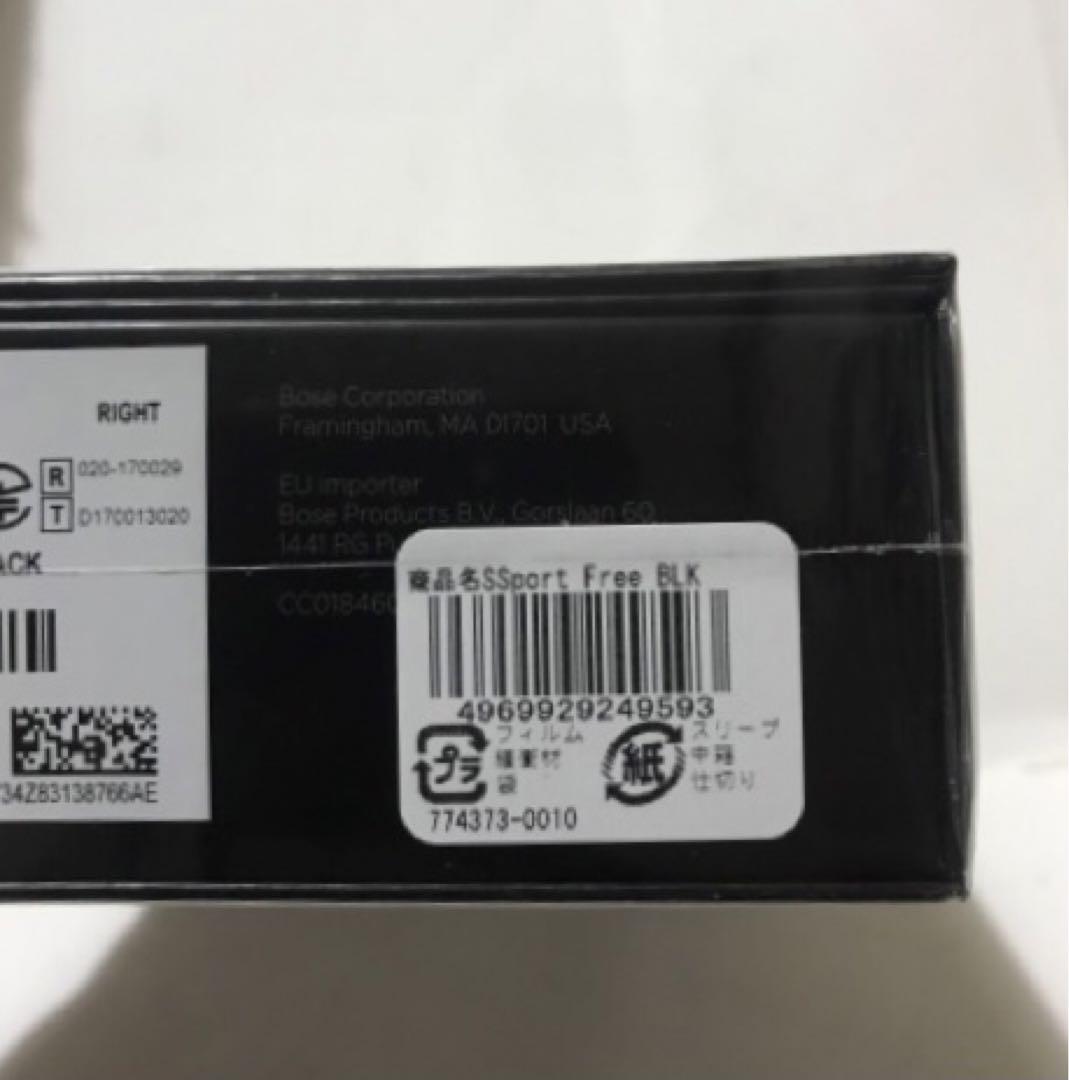 RIGHT
R 020-170029
T D170013020
ACK
34Z83138766AE
Bose Corporation
Framingham, MA 01701 USA
EU importer
Bose Products B.V., Gorslaan 60
1441 RG
CC018460
商品名SSport Free BLK
4969929249593
プラ
フィルム
緩衝材
袋
紙
スリーブ
中箱
仕切り
774373-0010